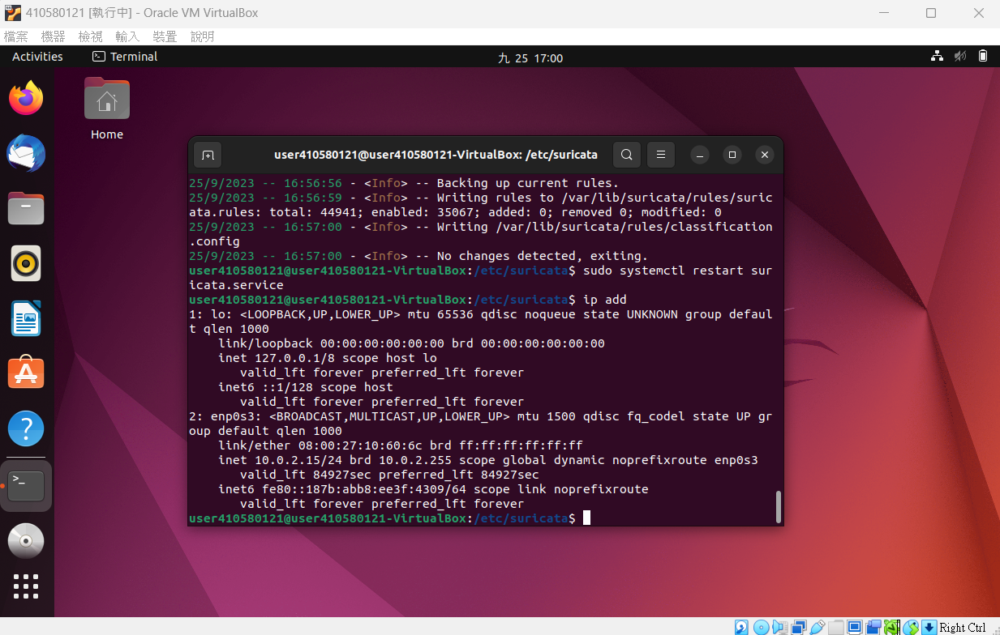 410580121 [執行中] - Oracle VM VirtualBox
檔案 機器 檢視 輸入 裝置 說明
Activities Terminal 九 25 17:00
Home
user410580121@user410580121-VirtualBox: /etc/suricata
25/9/2023 -- 16:56:56 - <Info> -- Backing up current rules.
25/9/2023 -- 16:56:59 - <Info> -- Writing rules to /var/lib/suricata/rules/suric
ata.rules: total: 44941; enabled: 35067; added: 0; removed 0; modified: 0
25/9/2023 -- 16:57:00 - <Info> -- Writing /var/lib/suricata/rules/classification
.config
25/9/2023 -- 16:57:00 - <Info> -- No changes detected, exiting.
user410580121@user410580121-VirtualBox:/etc/suricata$ sudo systemctl restart sur
icata.service
user410580121@user410580121-VirtualBox:/etc/suricata$ ip add
1: lo: <LOOPBACK,UP,LOWER_UP> mtu 65536 qdisc noqueue state UNKNOWN group defaul
t qlen 1000
link/loopback 00:00:00:00:00:00 brd 00:00:00:00:00:00
inet 127.0.0.1/8 scope host lo
valid_lft forever preferred_lft forever
inet6 ::1/128 scope host
valid_lft forever preferred_lft forever
2: enp0s3: <BROADCAST,MULTICAST,UP,LOWER_UP> mtu 1500 qdisc fq_codel state UP gr
oup default qlen 1000
link/ether 08:00:27:10:60:6c brd ff:ff:ff:ff:ff:ff
inet 10.0.2.15/24 brd 10.0.2.255 scope global dynamic noprefixroute enp0s3
valid_lft 84927sec preferred_lft 84927sec
inet6 fe80::187b:abb8:ee3f:4309/64 scope link noprefixroute
valid_lft forever preferred_lft forever
user410580121@user410580121-VirtualBox:/etc/suricata$
Right Ctrl